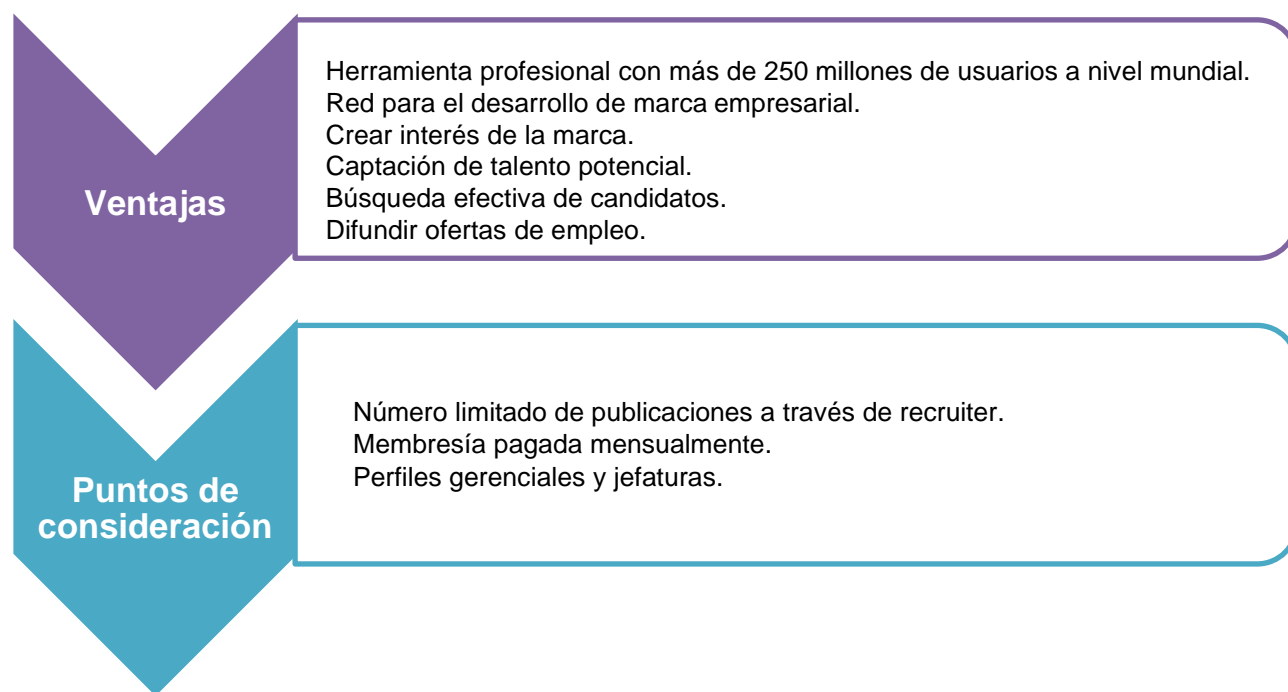 Ventajas
Herramienta profesional con más de 250 millones de usuarios a nivel mundial.
Red para el desarrollo de marca empresarial.
Crear interés de la marca.
Captación de talento potencial.
Búsqueda efectiva de candidatos.
Difundir ofertas de empleo.
Puntos de
consideración
Número limitado de publicaciones a través de recruiter.
Membresía pagada mensualmente.
Perfiles gerenciales y jefaturas.